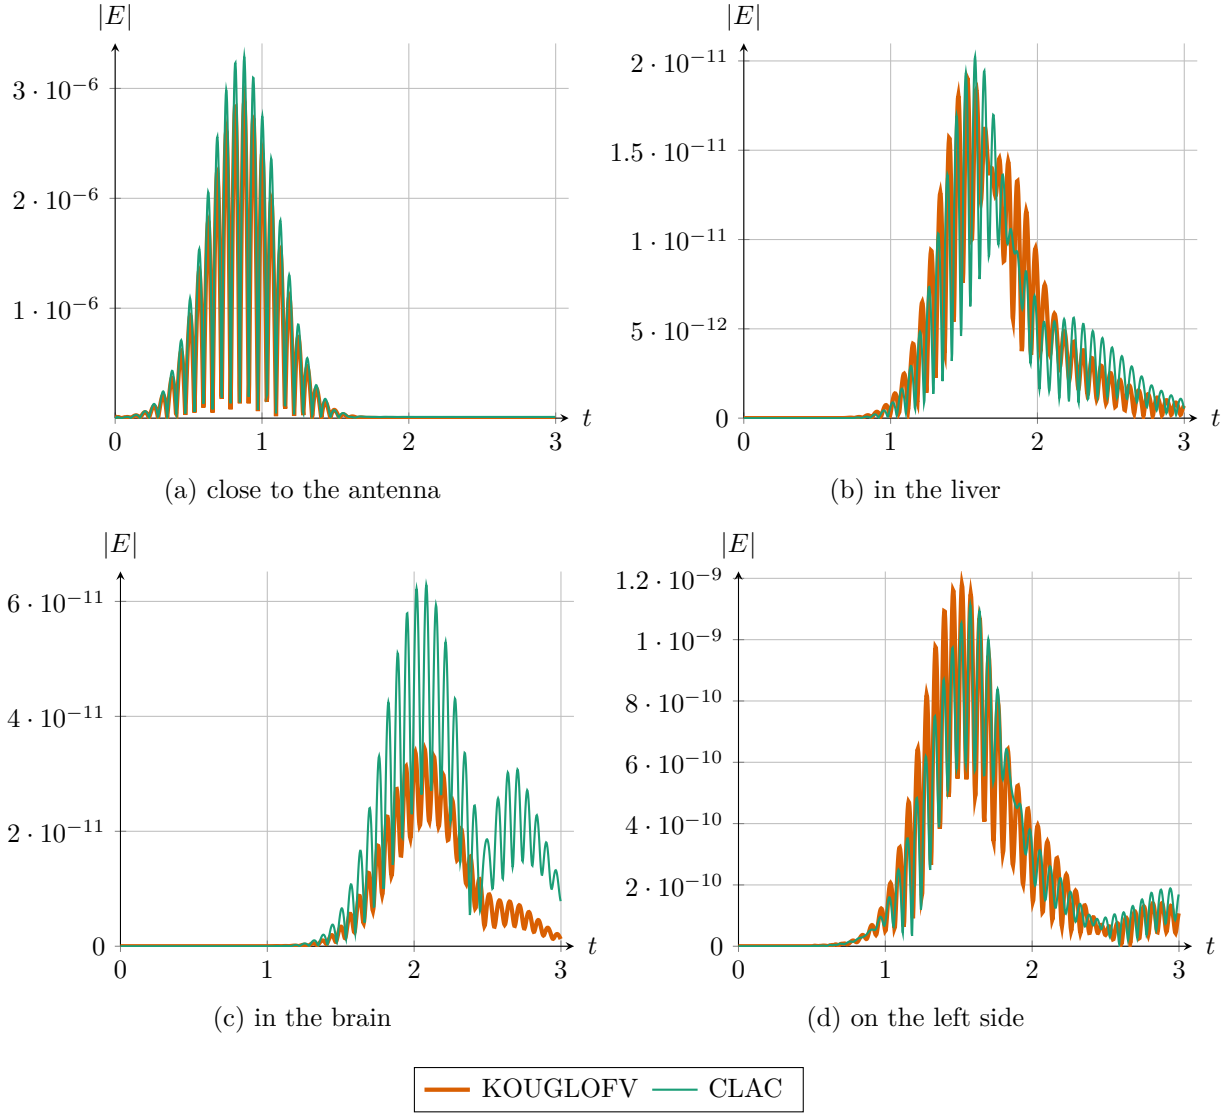 |E|
3 · 10⁻⁶
2 · 10⁻⁶
1 · 10⁻⁶
0 1 2 3 t
(a) close to the antenna
|E|
2 · 10⁻¹¹
1.5 · 10⁻¹¹
1 · 10⁻¹¹
5 · 10⁻¹²
0
0 1 2 3 t
(b) in the liver
|E|
6 · 10⁻¹¹
4 · 10⁻¹¹
2 · 10⁻¹¹
0
0 1 2 3 t
(c) in the brain
|E|
1.2 · 10⁻⁹
1 · 10⁻⁹
8 · 10⁻¹⁰
6 · 10⁻¹⁰
4 · 10⁻¹⁰
2 · 10⁻¹⁰
0
0 1 2 3 t
(d) on the left side
KOUGLOFV CLAC